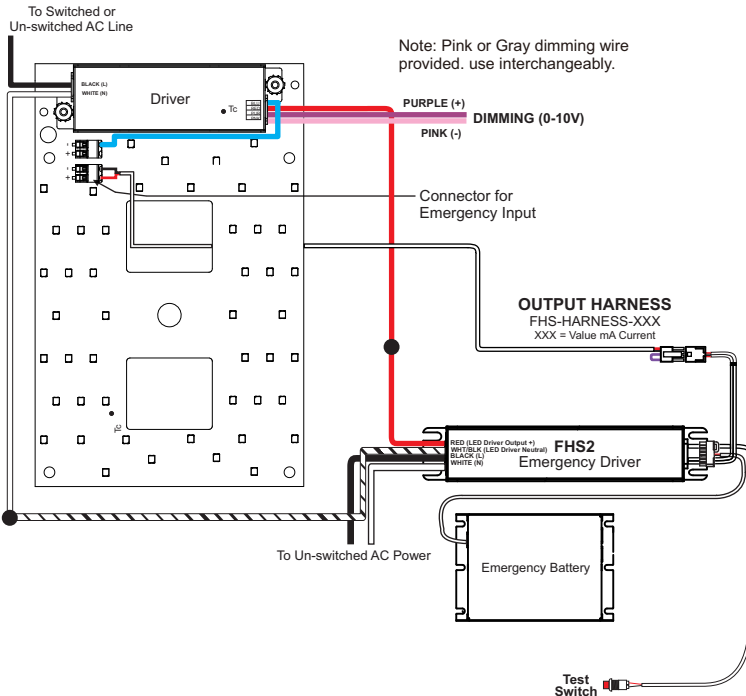 To Switched or
Un-switched AC Line
Note: Pink or Gray dimming wire
provided. use interchangeably.
BLACK (L)
WHITE (N)
Driver
Tc
PURPLE (+)
DIMMING (0-10V)
PINK (-)
-
+
-
+
Connector for
Emergency Input
OUTPUT HARNESS
FHS-HARNESS-XXX
XXX = Value mA Current
Tc
RED (LED Driver Output +)
WHT/BLK (LED Driver Neutral)
BLACK (L)
WHITE (N)
FHS2
Emergency Driver
To Un-switched AC Power
Emergency Battery
Test
Switch